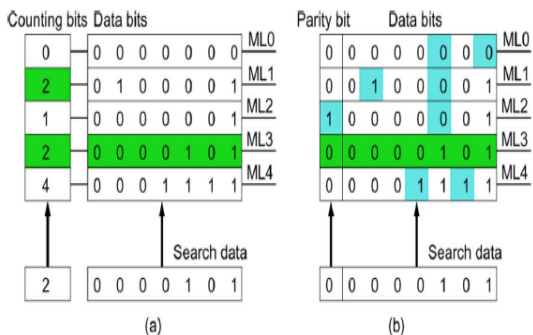 Counting bits Data bits Parity bit Data bits
0 0 0 0 0 0 0 0 ML0 0 0 0 0 0 0 0 0 ML0
2 0 1 0 0 0 0 1 ML1 0 0 1 0 0 0 0 1 ML1
1 0 0 0 0 0 0 1 ML2 1 0 0 0 0 0 0 1 ML2
2 0 0 0 0 1 0 1 ML3 0 0 0 0 0 1 0 1 ML3
4 0 0 0 1 1 1 1 ML4 0 0 0 0 1 1 1 1 ML4
Search data Search data
2 0 0 0 0 1 0 1 0 0 0 0 0 1 0 1
(a) (b)